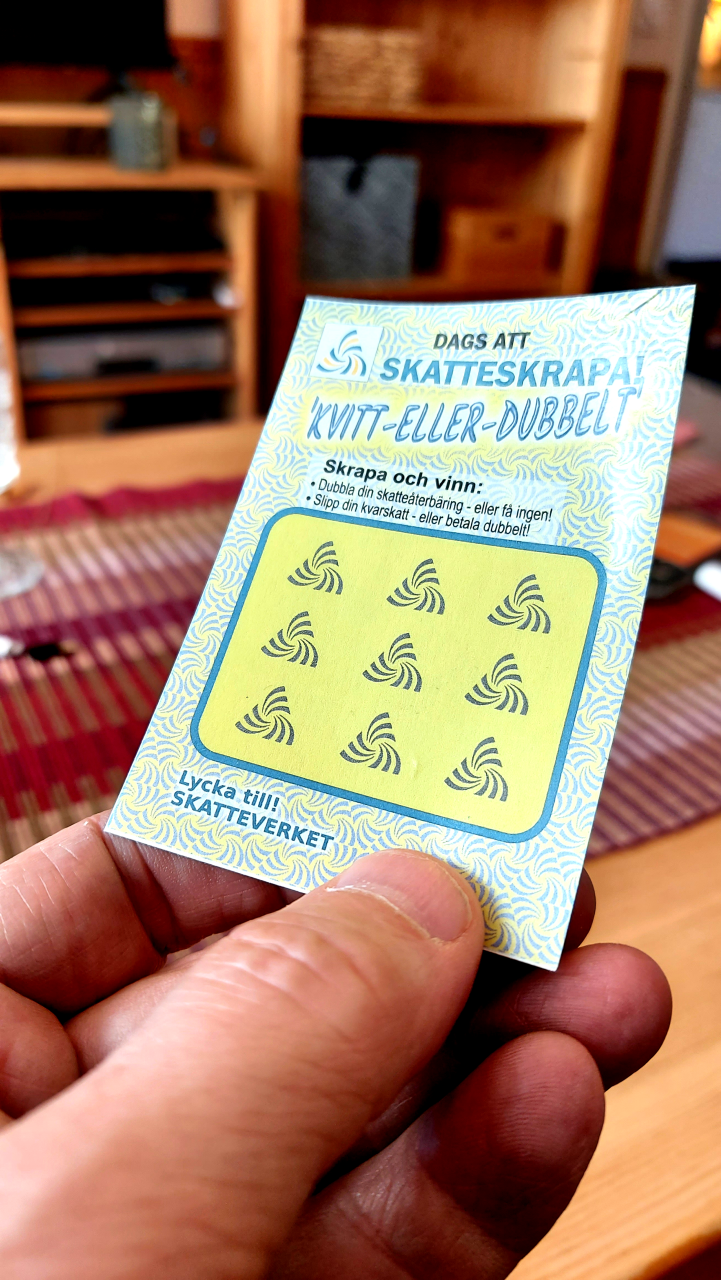 DAGS ATT
SKATTESKRAPA!
'KVITT-ELLER-DUBBELT'
Skrapa och vinn:
• Dubbla din skatteåterbäring - eller få ingen!
• Slipp din kvarskatt - eller betala dubbelt!
Lycka till!
SKATTEVERKET